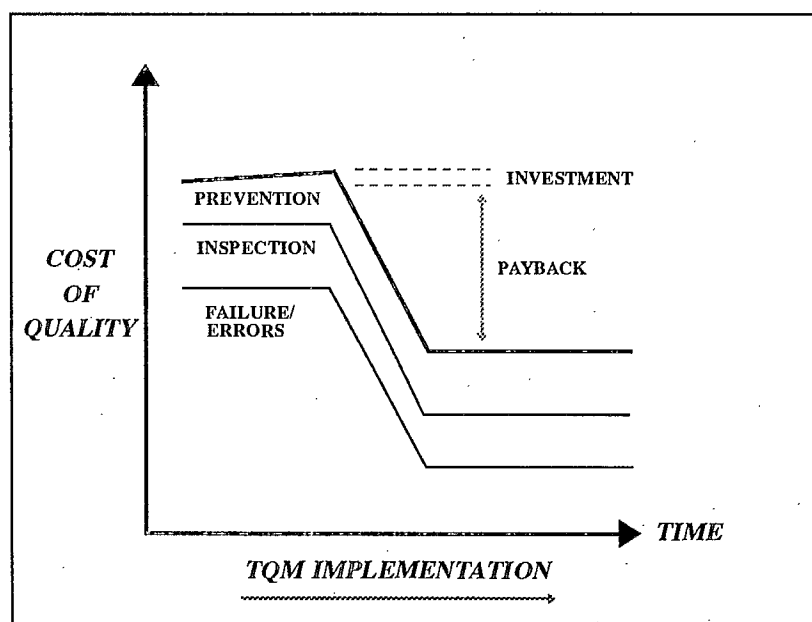 INVESTMENT
PREVENTION
INSPECTION
COST
OF
QUALITY
PAYBACK
FAILURE/
ERRORS
TIME
TQM IMPLEMENTATION